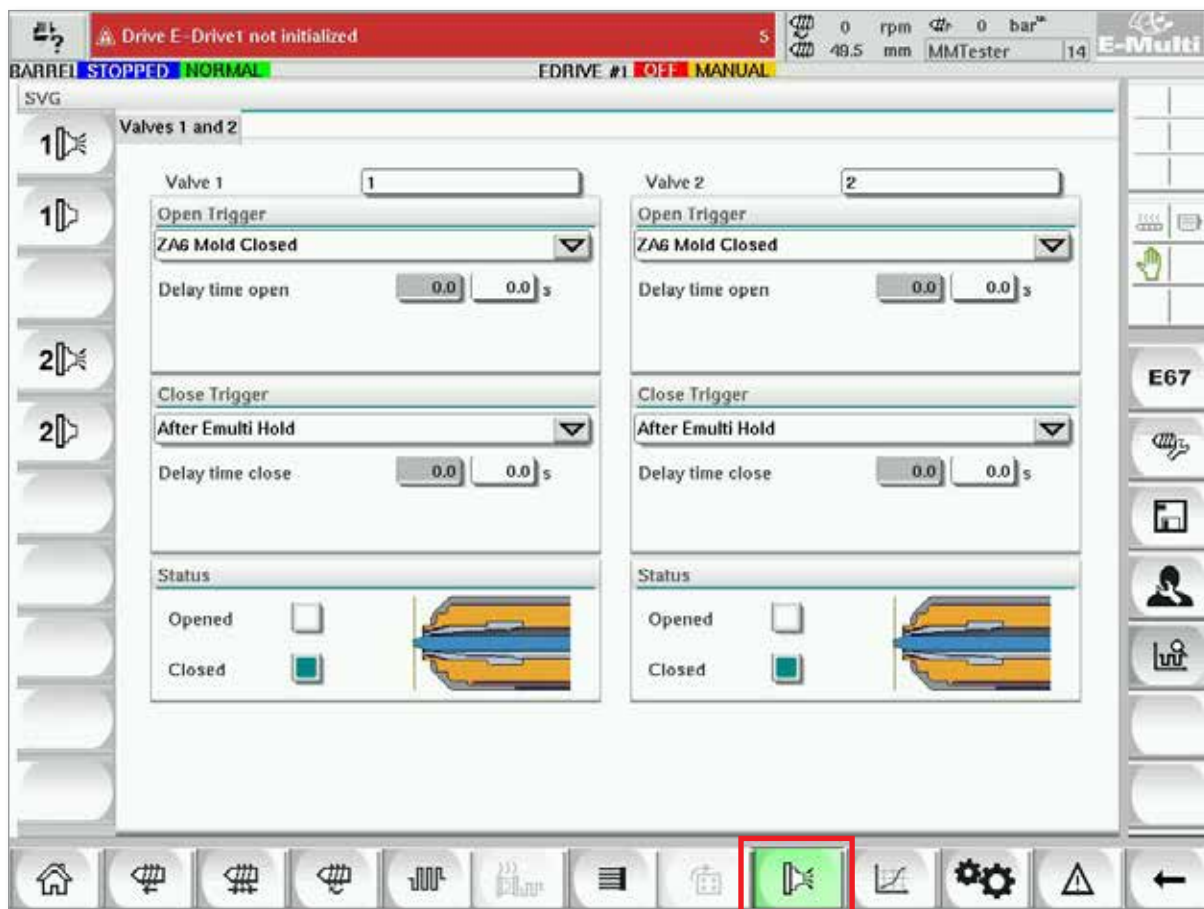 Drive E-Drive1 not initialized S
0 rpm 0 bar
49.5 mm MMTester 14
E-Multi
BARREL STOPPED NORMAL EDRIVE #1 OFF MANUAL
SVG
Valves 1 and 2
1
1
2
2
Valve 1 1
Open Trigger
ZA6 Mold Closed
Delay time open 0.0 0.0 s
Close Trigger
After Emulti Hold
Delay time close 0.0 0.0 s
Status
Opened
Closed
Valve 2 2
Open Trigger
ZA6 Mold Closed
Delay time open 0.0 0.0 s
Close Trigger
After Emulti Hold
Delay time close 0.0 0.0 s
Status
Opened
Closed
E67